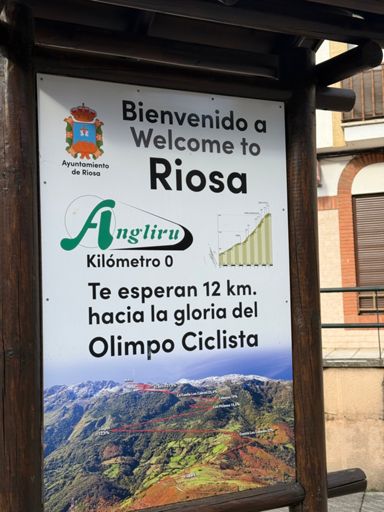 Bienvenido a
Welcome to
Riosa
Ayuntamiento
de Riosa
Angliru
Kilómetro 0
Te esperan 12 km.
hacia la gloria del
Olimpo Ciclista